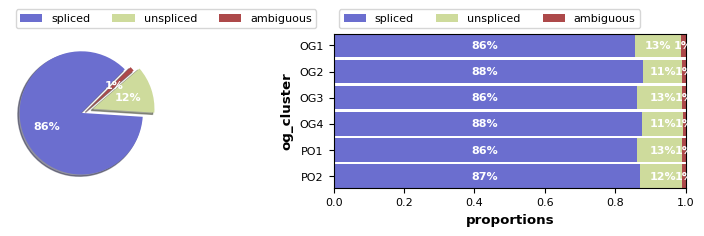 spliced unspliced ambiguous
1%
12%
86%
spliced unspliced ambiguous
og_cluster
OG1 86% 13% 1%
OG2 88% 11% 1%
OG3 86% 13% 1%
OG4 88% 11% 1%
PO1 86% 13% 1%
PO2 87% 12% 1%
0.0 0.2 0.4 0.6 0.8 1.0
proportions